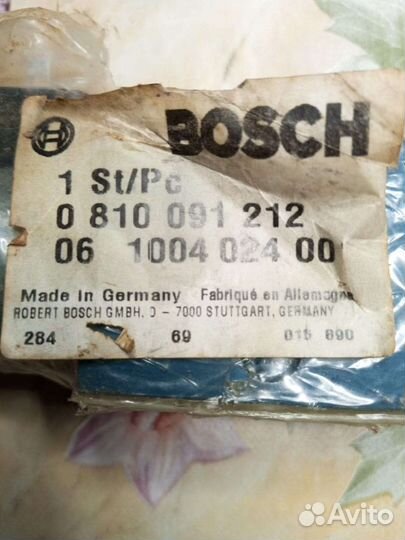 BOSCH
1 St/Pc
0 810 091 212
06 1004 024 00
Made in Germany Fabriqué en Allemagne
ROBERT BOSCH GMBH, D - 7000 STUTTGART, GERMANY
284 69 015 890
Avito